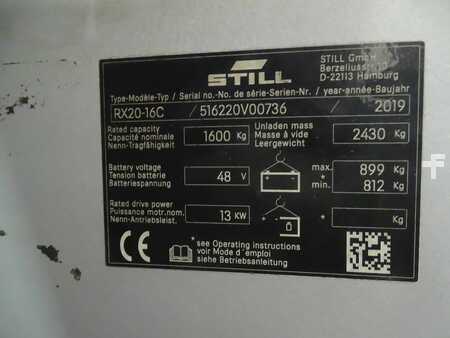 STILL
STILL GmbH
D-22113 Hamburg
Type-Modèle-Typ / Serial no.-No. de série-Serien-Nr. / year-année-Baujahr
RX20-16C / 516220V00736 / 2019
Rated capacity
Capacité nominale
Nenn-Tragfähigkeit
1600 Kg
Unladen mass
Masse à vide
Leergewicht
2430 Kg
Battery voltage
Tension batterie
Batteriespannung
48 V
max. 899 Kg
* min. 812 Kg
Rated drive power
Puissance motr.nom.
Nenn-Antriebsleist.
13 KW
* Kg
CE
* see Operating instructions
voir Mode d´emploi
siehe Betriebsanleitung